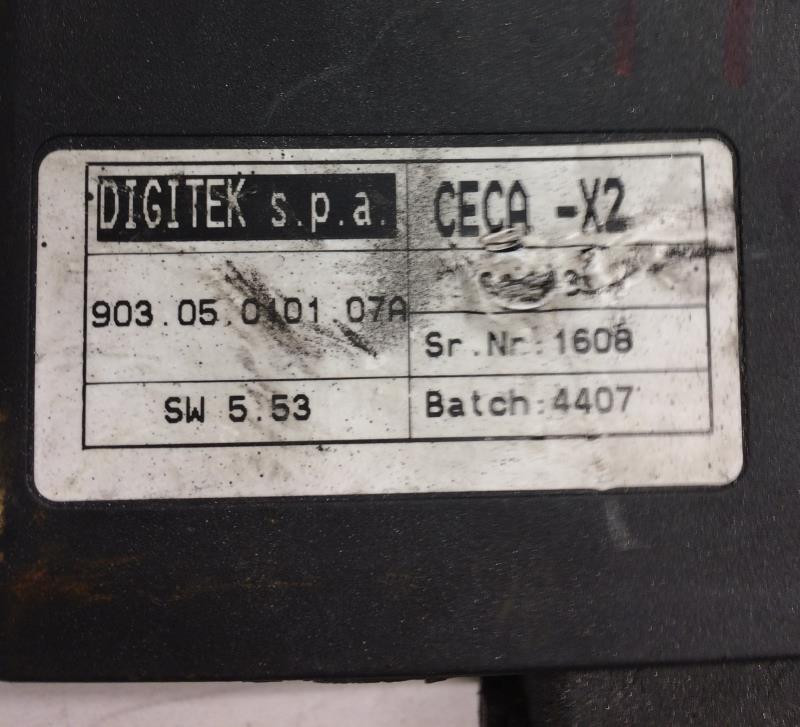 DIGITEK s.p.a.
CECA -X2
903.05.0101.07A
Sr.Nr:1608
SW 5.53
Batch:4407